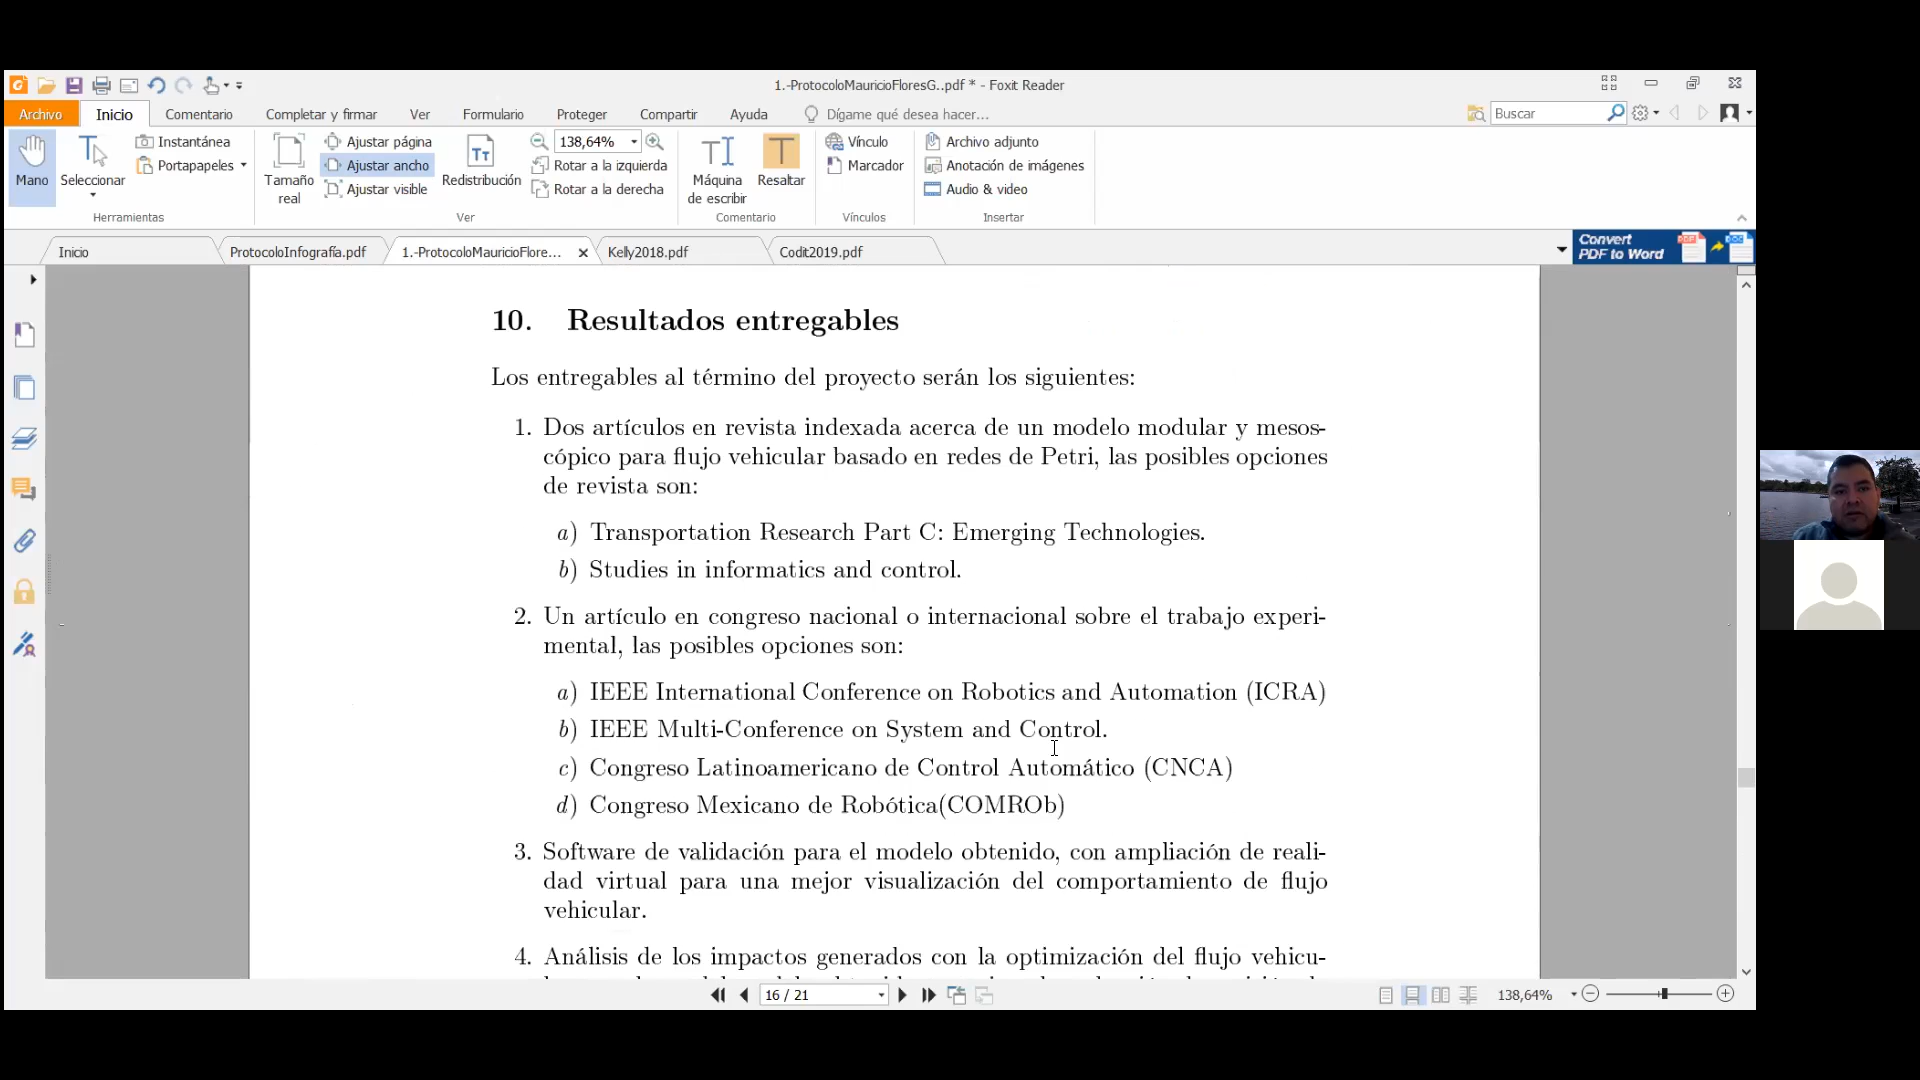 1.-ProtocoloMauricioFloresG..pdf * - Foxit Reader
Archivo Inicio Comentario Completar y firmar Ver Formulario Proteger Compartir Ayuda Dígame qué desea hacer... Buscar
Mano
Seleccionar
Instantánea
Portapapeles
Herramientas
Tamaño
real
Ajustar página
Ajustar ancho
Ajustar visible
Redistribución
138,64%
Rotar a la izquierda
Rotar a la derecha
Ver
Máquina
de escribir
Resaltar
Comentario
Vínculo
Marcador
Vínculos
Archivo adjunto
Anotación de imágenes
Audio & video
Insertar
Inicio ProtocoloInfografía.pdf 1.-ProtocoloMauricioFlore... Kelly2018.pdf Codit2019.pdf
Convert
PDF to Word
10. Resultados entregables
Los entregables al término del proyecto serán los siguientes:
1. Dos artículos en revista indexada acerca de un modelo modular y mesos-
cópico para flujo vehicular basado en redes de Petri, las posibles opciones
de revista son:
a) Transportation Research Part C: Emerging Technologies.
b) Studies in informatics and control.
2. Un artículo en congreso nacional o internacional sobre el trabajo experi-
mental, las posibles opciones son:
a) IEEE International Conference on Robotics and Automation (ICRA)
b) IEEE Multi-Conference on System and Control.
c) Congreso Latinoamericano de Control Automático (CNCA)
d) Congreso Mexicano de Robótica(COMROb)
3. Software de validación para el modelo obtenido, con ampliación de reali-
dad virtual para una mejor visualización del comportamiento de flujo
vehicular.
4. Análisis de los impactos generados con la optimización del flujo vehicu-
16 / 21
138,64%